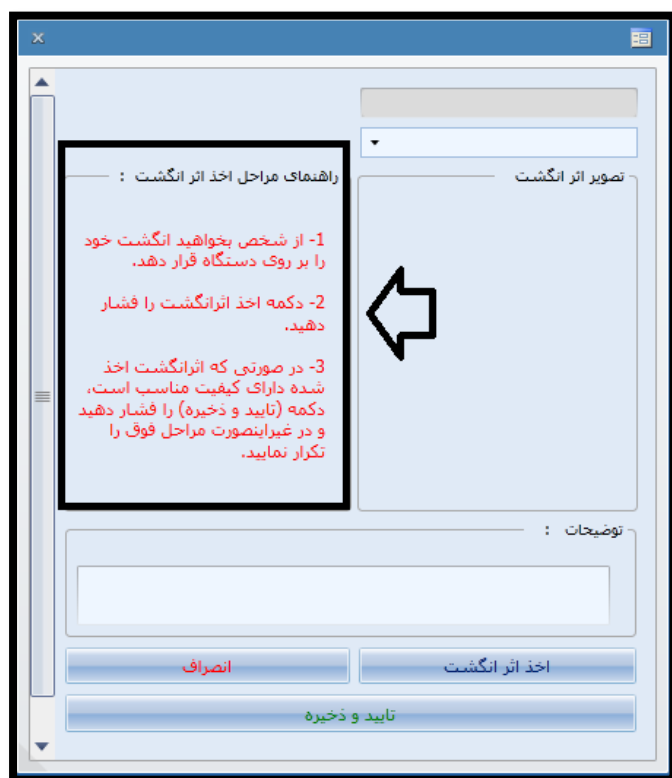 تصویر اثر انگشت
راهنمای مراحل اخذ اثر انگشت :
1- از شخص بخواهید انگشت خود
را بر روی دستگاه قرار دهد.
2- دکمه اخذ اثرانگشت را فشار
دهید.
3- در صورتی که اثرانگشت اخذ
شده دارای کیفیت مناسب است،
دکمه (تایید و ذخیره) را فشار دهید
و در غیراینصورت مراحل فوق را
تکرار نمایید.
توضیحات :
اخذ اثر انگشت
انصراف
تایید و ذخیره